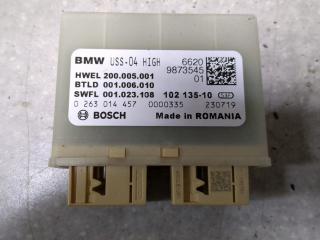 BMW USS-04 HIGH 6620
HWEL 200.005.001 9873545
BTLD 001.006.010 01
SWFL 001.023.108 102 135-10
0 263 014 457 0000335 230719
BOSCH Made in ROMANIA